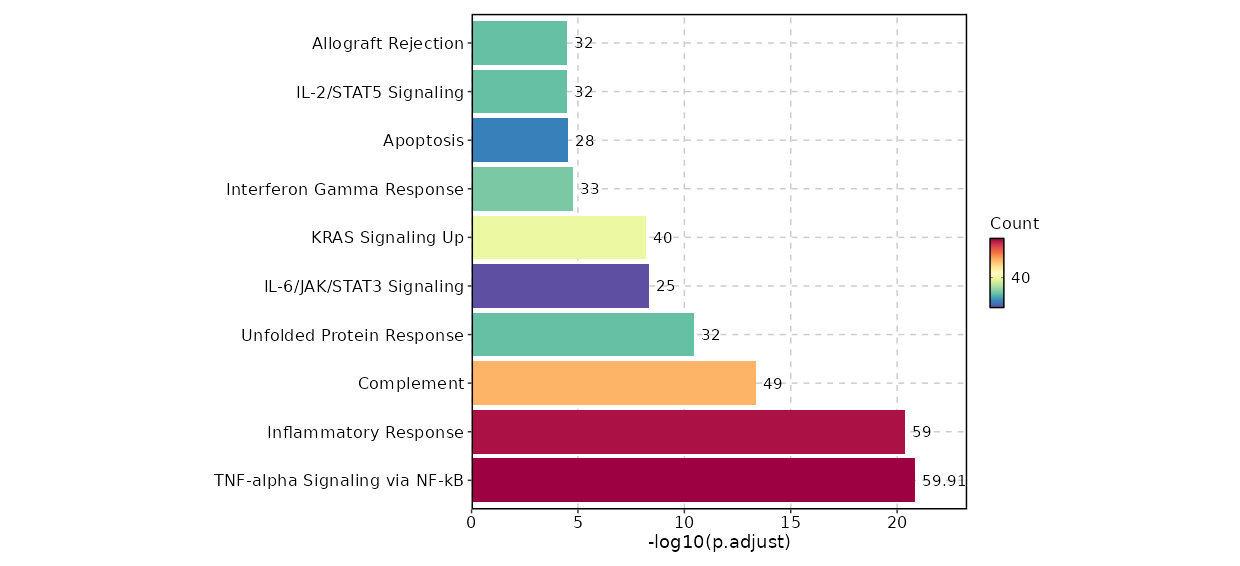 Allograft Rejection 32
IL-2/STAT5 Signaling 32
Apoptosis 28
Interferon Gamma Response 33
KRAS Signaling Up 40
IL-6/JAK/STAT3 Signaling 25
Unfolded Protein Response 32
Complement 49
Inflammatory Response 59
TNF-alpha Signaling via NF-kB 59.91
0 5 10 15 20
-log10(p.adjust)
Count
40